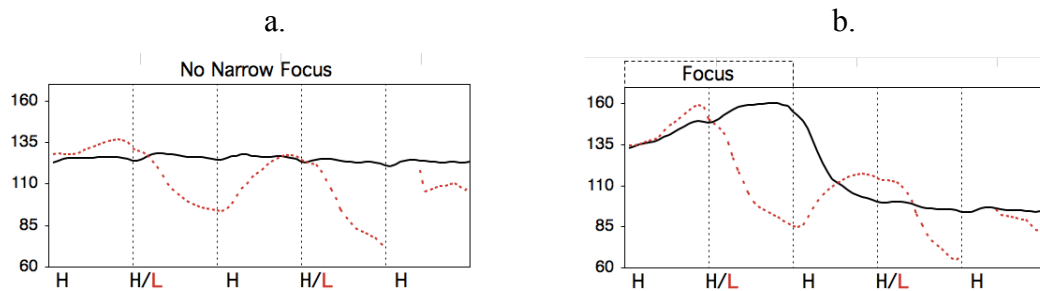 a.
No Narrow Focus
160
135
110
85
60
H H/L H H/L H
b.
Focus
160
135
110
85
60
H H/L H H/L H